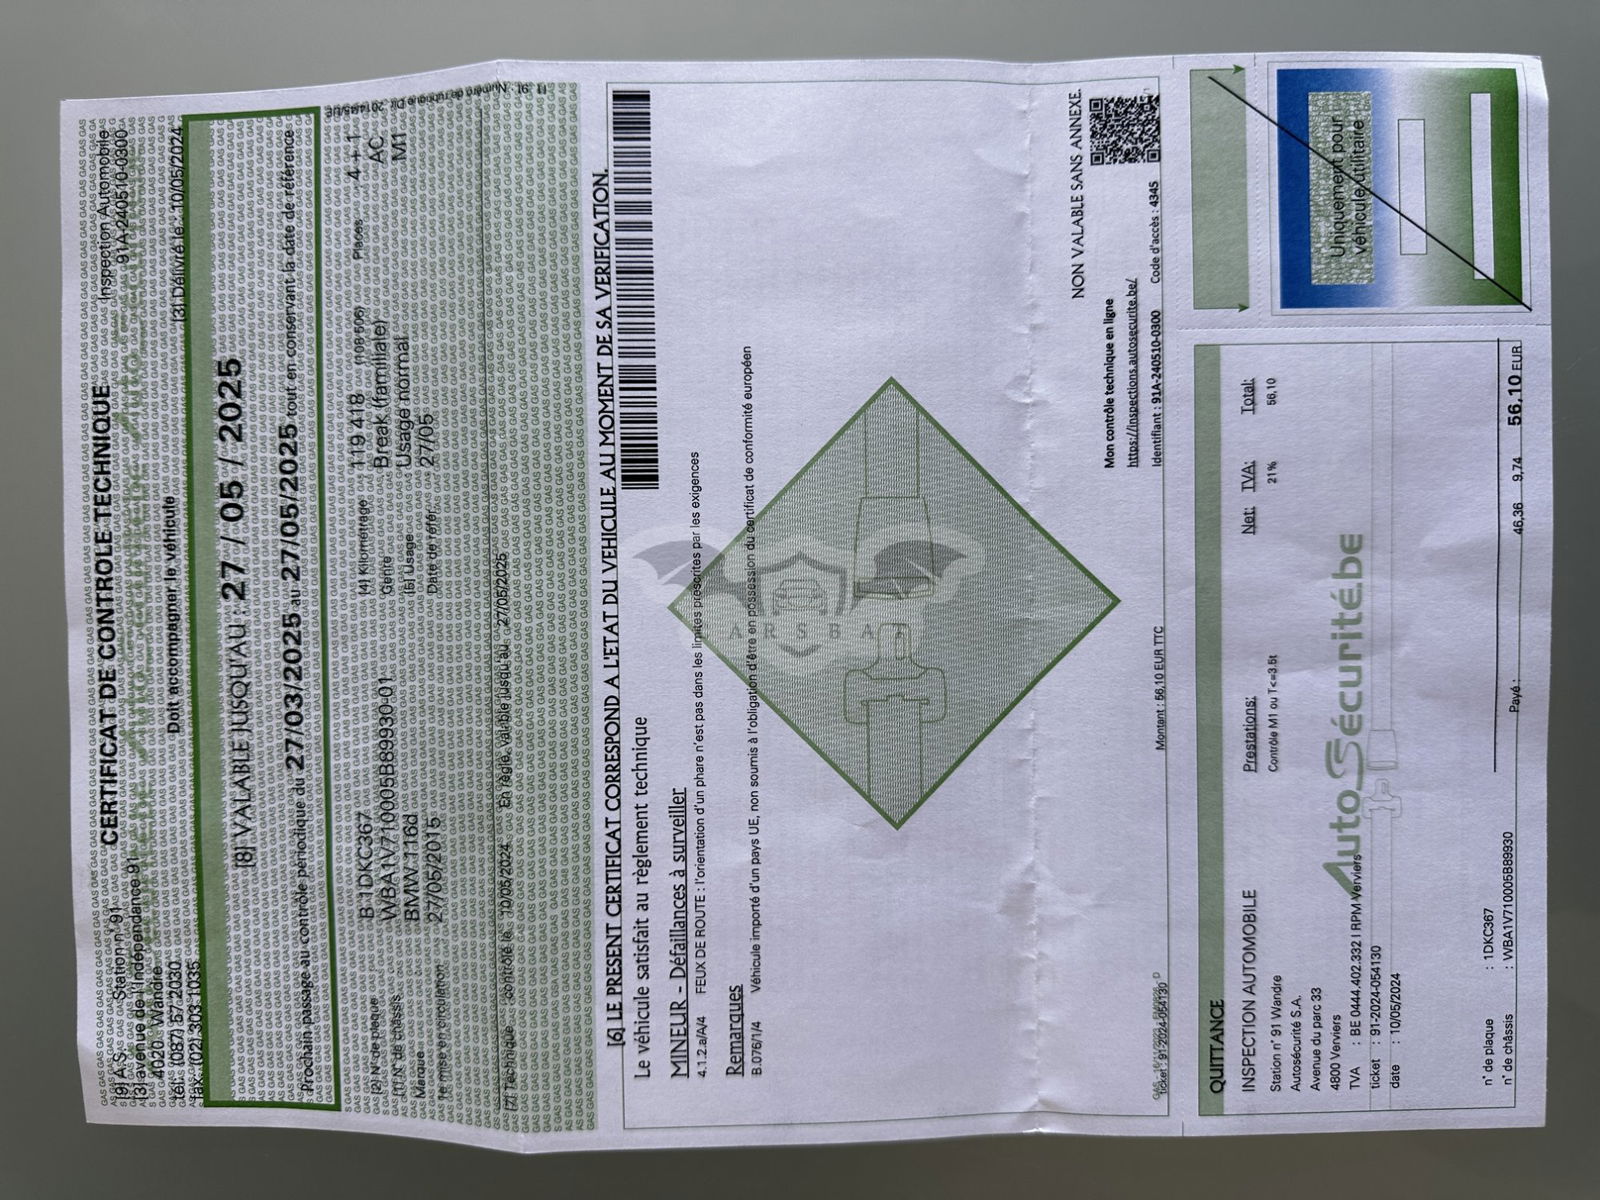 CERTIFICAT DE CONTROLE TECHNIQUE
Doit accompagner le véhicule
Inspection Automobile
91A-240510-0300
[3] Délivré le : 10/05/2024
[9] A.S. Station n° 91
[3] avenue de l'indépendance 91
4020 Wandre
tel. (087) 57 2030
fax. (02) 303 1035
[8] VALABLE JUSQU'AU 27 / 05 / 2025
Prochain passage au contrôle périodique du 27/03/2025 au 27/05/2025 tout en conservant la date de référence
[2] N° de plaque B 1DKC367
[1] N° de châssis WBA1V710005B89930-01
Marque BMW.116d
1e mise en circulation 27/05/2015
[4] Kilométrage 119 418 (108506) Places 4 + 1
Genre Break (familiale) AC
[5] Usage Usage normal M1
Date de référ. 27/05
[7] Technique contrôlé le 10/05/2024 En règle, valable jusqu'au 27/05/2025
[6] LE PRESENT CERTIFICAT CORRESPOND A L'ETAT DU VEHICULE AU MOMENT DE SA VERIFICATION.
Le véhicule satisfait au règlement technique
MINEUR - Défaillances à surveiller
4.1.2.a/A/4 FEUX DE ROUTE : l'orientation d'un phare n'est pas dans les limites prescrites par les exigences
Remarques
B.076/1/4 Véhicule importé d'un pays UE, non soumis à l'obligation d'être en possession du certificat de conformité européen
CARSBAT
NON VALABLE SANS ANNEXE.
Mon contrôle technique en ligne
https://inspections.autosecurite.be/
Identifiant : 91A-240510-0300 Code d'accès : 4345
ticket : 91-2024-054130 D
Montant : 56,10 EUR TTC
QUITTANCE
INSPECTION AUTOMOBILE
Station n° 91 Wandre
Autosécurité S.A.
Avenue du parc 33
4800 Verviers
TVA : BE 0444.402.332 I RPM Verviers
ticket : 91-2024-054130
date : 10/05/2024
Prestations: Net: TVA: Total:
Contrôle M1 ou T<=3.5t 21% 56,10
AutoSécurité.be
46,36 9,74 56,10 EUR
Payé :
n° de plaque : 1DKC367
n° de châssis : WBA1V710005B89930
Uniquement pour
véhicule utilitaire